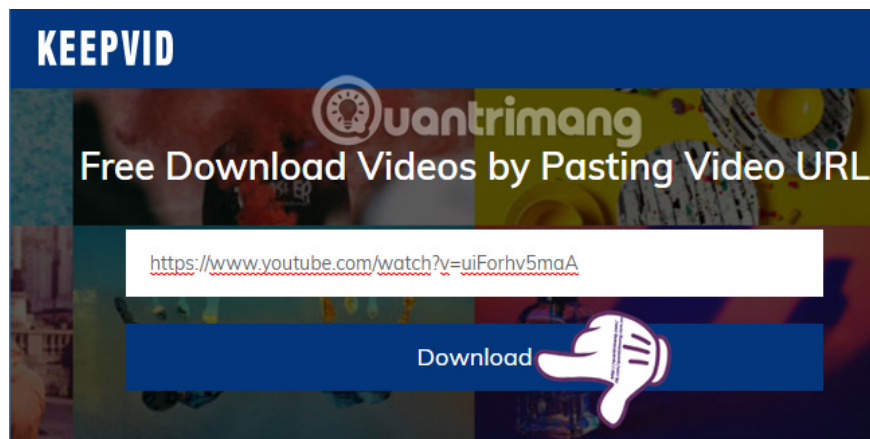 KEEPVID
Quantrimang
Free Download Videos by Pasting Video URL
https://www.youtube.com/watch?v=uiForhv5maA
Download